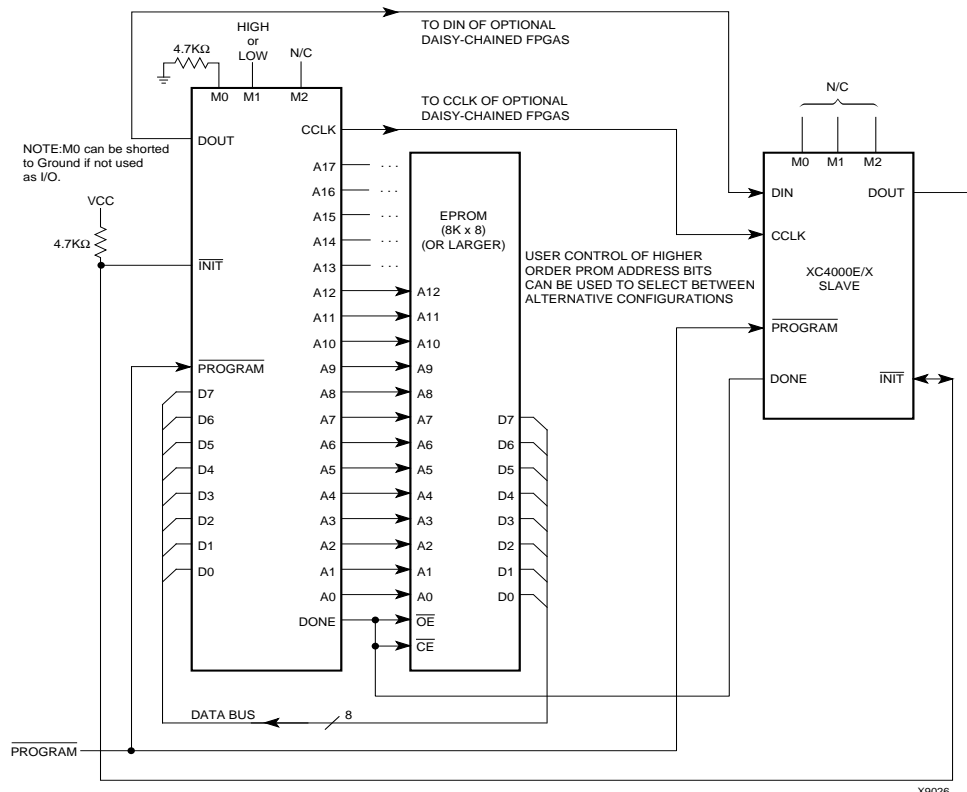 HIGH
or
LOW
4.7KΩ
N/C
M0 M1 M2
TO DIN OF OPTIONAL
DAISY-CHAINED FPGAS
TO CCLK OF OPTIONAL
DAISY-CHAINED FPGAS
N/C
M0 M1 M2
NOTE:M0 can be shorted
to Ground if not used
as I/O.
VCC
4.7KΩ
DOUT
INIT
PROGRAM
D7
D6
D5
D4
D3
D2
D1
D0
CCLK
A17 . . .
A16 . . .
A15 . . .
A14 . . .
A13 . . .
A12
A11
A10
A9
A8
A7
A6
A5
A4
A3
A2
A1
A0
DONE
EPROM
(8K x 8)
(OR LARGER)
A12
A11
A10
A9
A8
A7
A6
A5
A4
A3
A2
A1
A0
OE
CE
D7
D6
D5
D4
D3
D2
D1
D0
USER CONTROL OF HIGHER
ORDER PROM ADDRESS BITS
CAN BE USED TO SELECT BETWEEN
ALTERNATIVE CONFIGURATIONS
DIN
DOUT
CCLK
XC4000E/X
SLAVE
PROGRAM
DONE
INIT
DATA BUS
8
PROGRAM
X9026